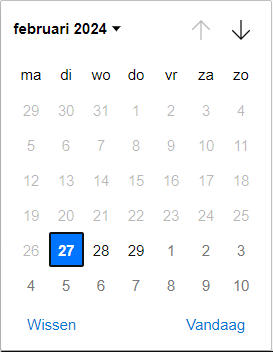 februari 2024
ma di wo do vr za zo
29 30 31 1 2 3 4
5 6 7 8 9 10 11
12 13 14 15 16 17 18
19 20 21 22 23 24 25
26 27 28 29 1 2 3
4 5 6 7 8 9 10
Wissen Vandaag